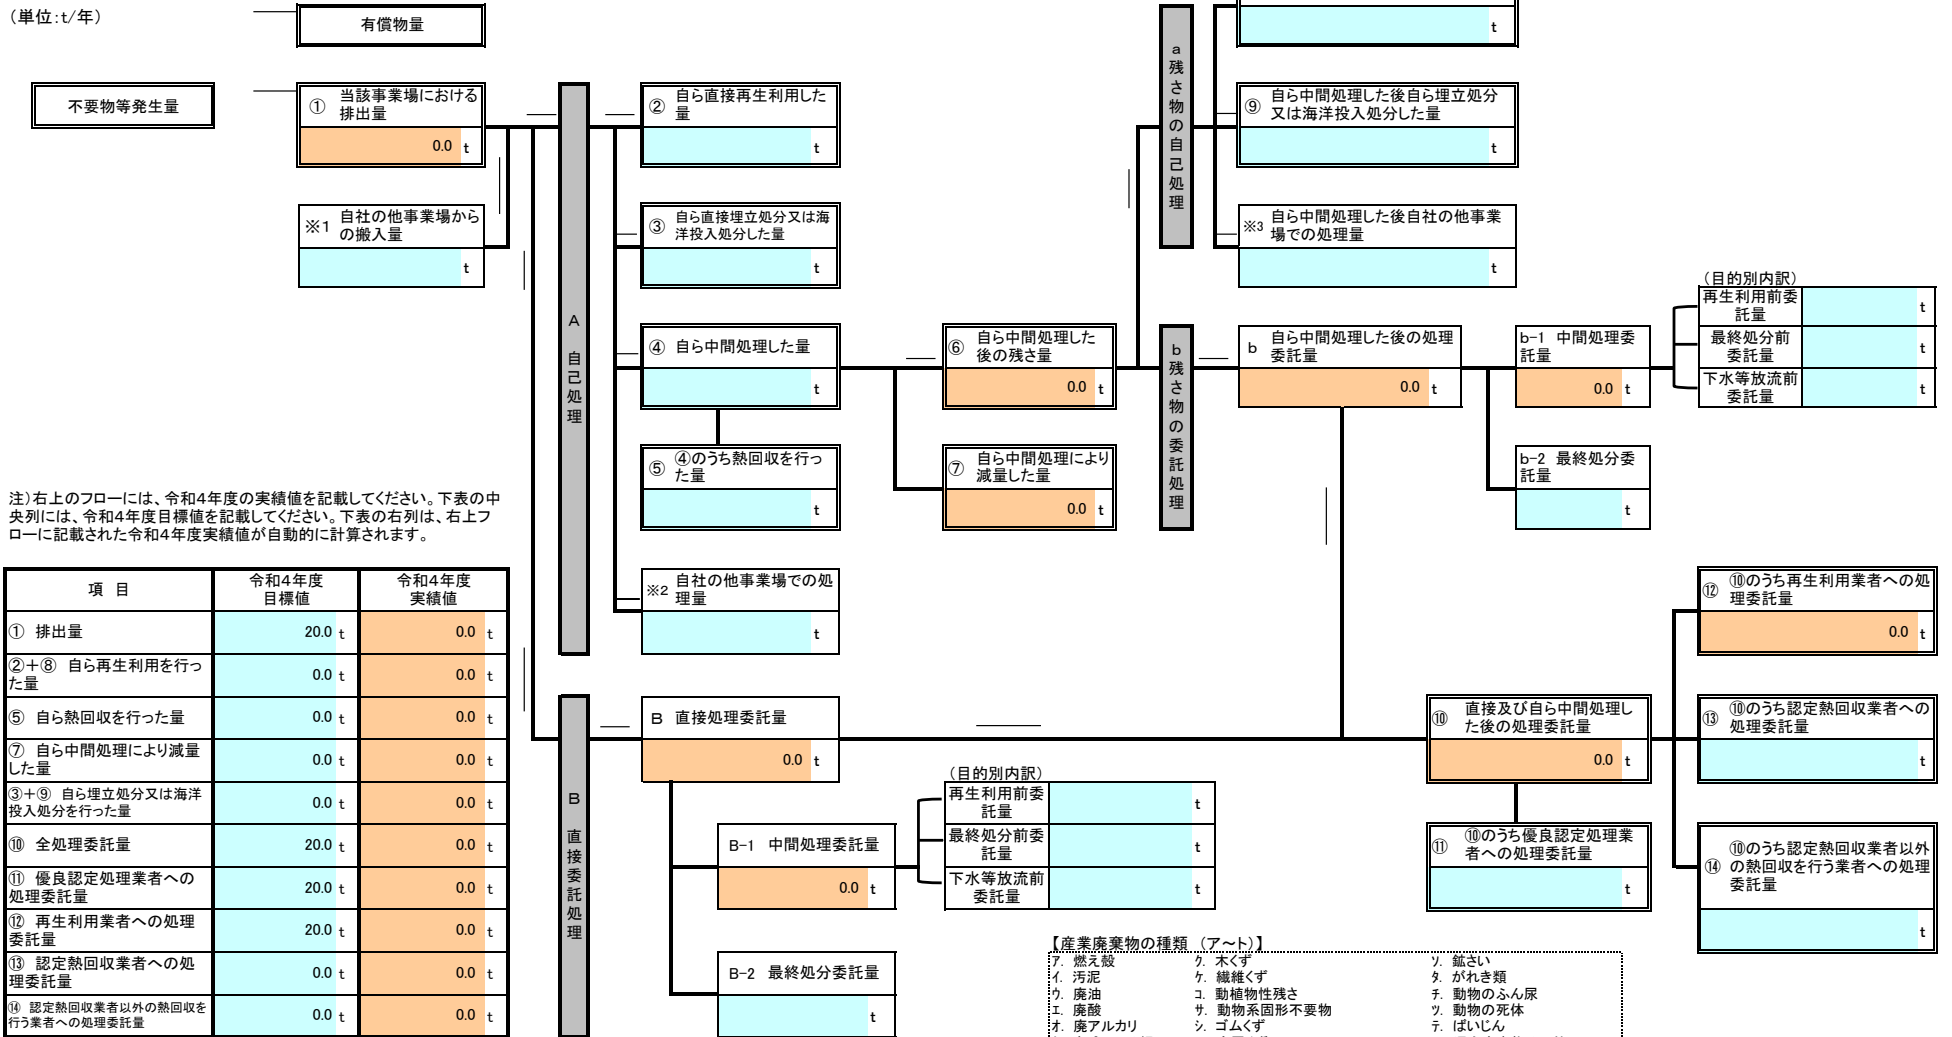 (単位:t/年)
有償物量
不要物等発生量
① 当該事業場における
排出量
0.0 t
※1 自社の他事業場から
の搬入量
t
A 自己処理
② 自ら直接再生利用した
量
t
③ 自ら直接埋立処分又は海
洋投入処分した量
t
④ 自ら中間処理した量
t
⑤ ④のうち熱回収を行っ
た量
t
※2 自社の他事業場での処
理量
t
⑥ 自ら中間処理した
後の残さ量
0.0 t
⑦ 自ら中間処理により
減量した量
0.0 t
a 残さ物の自己処理
t
⑨ 自ら中間処理した後自ら埋立処分
又は海洋投入処分した量
t
※3 自ら中間処理した後自社の他事業
場での処理量
t
b 残さ物の委託処理
b 自ら中間処理した後の処理
委託量
0.0 t
b-1 中間処理委
託量
0.0 t
b-2 最終処分委
託量
t
(目的別内訳)
再生利用前委
託量
t
最終処分前
委託量
t
下水等放流前
委託量
t
注)右上のフローには、令和4年度の実績値を記載してください。下表の中
央列には、令和4年度目標値を記載してください。下表の右列は、右上フ
ローに記載された令和4年度実績値が自動的に計算されます。
項 目 令和4年度 令和4年度
目標値 実績値
① 排出量 20.0 t 0.0 t
②+⑧ 自ら再生利用を行っ
た量 0.0 t 0.0 t
⑤ 自ら熱回収を行った量 0.0 t 0.0 t
⑦ 自ら中間処理により減量
した量 0.0 t 0.0 t
③+⑨ 自ら埋立処分又は海洋
投入処分を行った量 0.0 t 0.0 t
⑩ 全処理委託量 20.0 t 0.0 t
⑪ 優良認定処理業者への
処理委託量 20.0 t 0.0 t
⑫ 再生利用業者への処理
委託量 20.0 t 0.0 t
⑬ 認定熱回収業者への処
理委託量 0.0 t 0.0 t
⑭ 認定熱回収業者以外の熱回収を
行う業者への処理委託量 0.0 t 0.0 t
B 直接委託処理
B 直接処理委託量
0.0 t
B-1 中間処理委託量
0.0 t
B-2 最終処分委託量
t
(目的別内訳)
再生利用前委
託量
t
最終処分前委
託量
t
下水等放流前
委託量
t
⑩ 直接及び自ら中間処理し
た後の処理委託量
0.0 t
⑪ ⑩のうち優良認定処理業
者への処理委託量
t
⑫ ⑩のうち再生利用業者への処
理委託量
0.0 t
⑬ ⑩のうち認定熱回収業者への
処理委託量
t
⑭ ⑩のうち認定熱回収業者以外
の熱回収を行う業者への処理
委託量
t
【産業廃棄物の種類 (ア~ト)】
ア. 燃え殻 ク. 木くず ソ. 鉱さい
イ. 汚泥 ケ. 繊維くず タ. がれき類
ウ. 廃油 コ. 動植物性残さ チ. 動物のふん尿
エ. 廃酸 サ. 動物系固形不要物 ツ. 動物の死体
オ. 廃アルカリ シ. ゴムくず テ. ばいじん